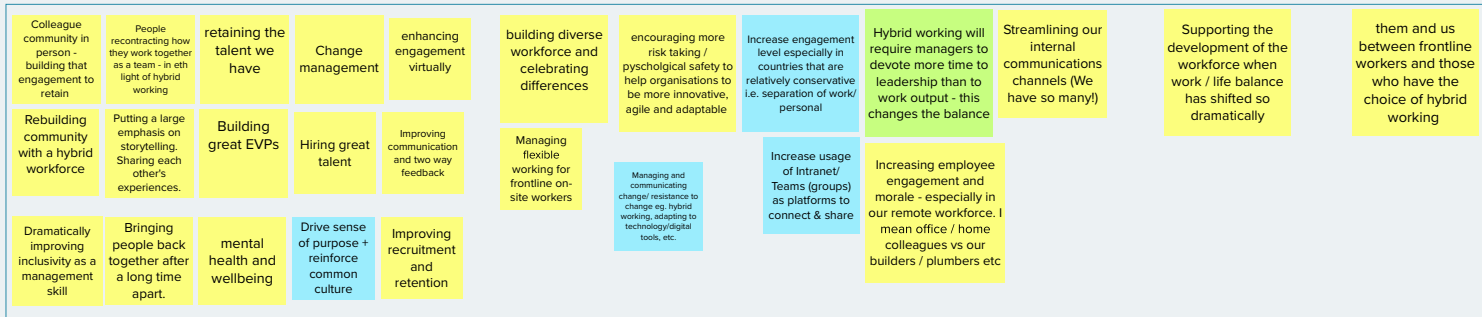 Colleague
community in
person -
building that
engagement to
retain
People
recontracting how
they work together
as a team - in eth
light of hybrid
working
retaining the
talent we
have
Change
management
enhancing
engagement
virtually
building diverse
workforce and
celebrating
differences
encouraging more
risk taking /
pyscholgical safety to
help organisations to
be more innovative,
agile and adaptable
Increase engagement
level especially in
countries that are
relatively conservative
i.e. separation of work/
personal
Hybrid working will
require managers to
devote more time to
leadership than to
work output - this
changes the balance
Streamlining our
internal
communications
channels (We
have so many!)
Supporting the
development of the
workforce when
work / life balance
has shifted so
dramatically
them and us
between frontline
workers and those
who have the
choice of hybrid
working
Rebuilding
community
with a hybrid
workforce
Putting a large
emphasis on
storytelling.
Sharing each
other's
experiences.
Building
great EVPs
Hiring great
talent
Improving
communication
and two way
feedback
Managing
flexible
working for
frontline on-
site workers
Managing and
communicating
change/ resistance to
change eg. hybrid
working, adapting to
technology/digital
tools, etc.
Increase usage
of Intranet/
Teams (groups)
as platforms to
connect & share
Increasing employee
engagement and
morale - especially in
our remote workforce. I
mean office / home
colleagues vs our
builders / plumbers etc
Dramatically
improving
inclusivity as a
management
skill
Bringing
people back
together after
a long time
apart.
mental
health and
wellbeing
Drive sense
of purpose +
reinforce
common
culture
Improving
recruitment
and
retention